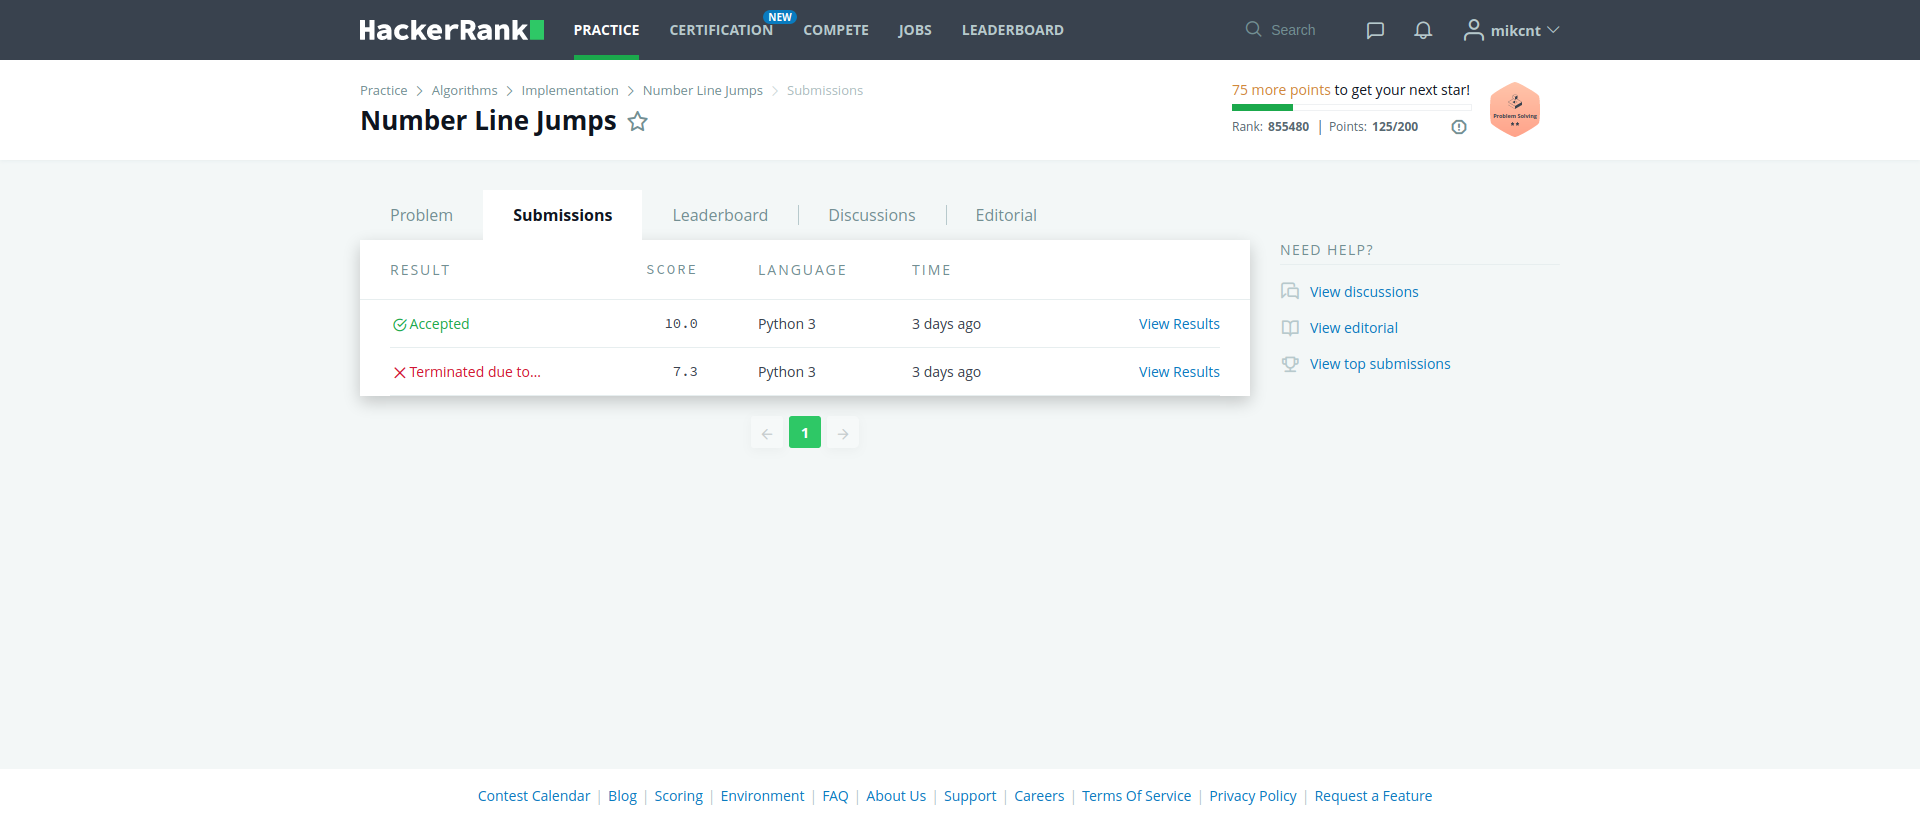 HackerRank PRACTICE CERTIFICATION NEW COMPETE JOBS LEADERBOARD Search mikcnt
Practice Algorithms Implementation Number Line Jumps Submissions
Number Line Jumps
75 more points to get your next star!
Rank: 855480 | Points: 125/200
Problem Solving
Problem Submissions Leaderboard Discussions Editorial
RESULT SCORE LANGUAGE TIME
Accepted 10.0 Python 3 3 days ago View Results
Terminated due to... 7.3 Python 3 3 days ago View Results
1
NEED HELP?
View discussions
View editorial
View top submissions
Contest Calendar | Blog | Scoring | Environment | FAQ | About Us | Support | Careers | Terms Of Service | Privacy Policy | Request a Feature